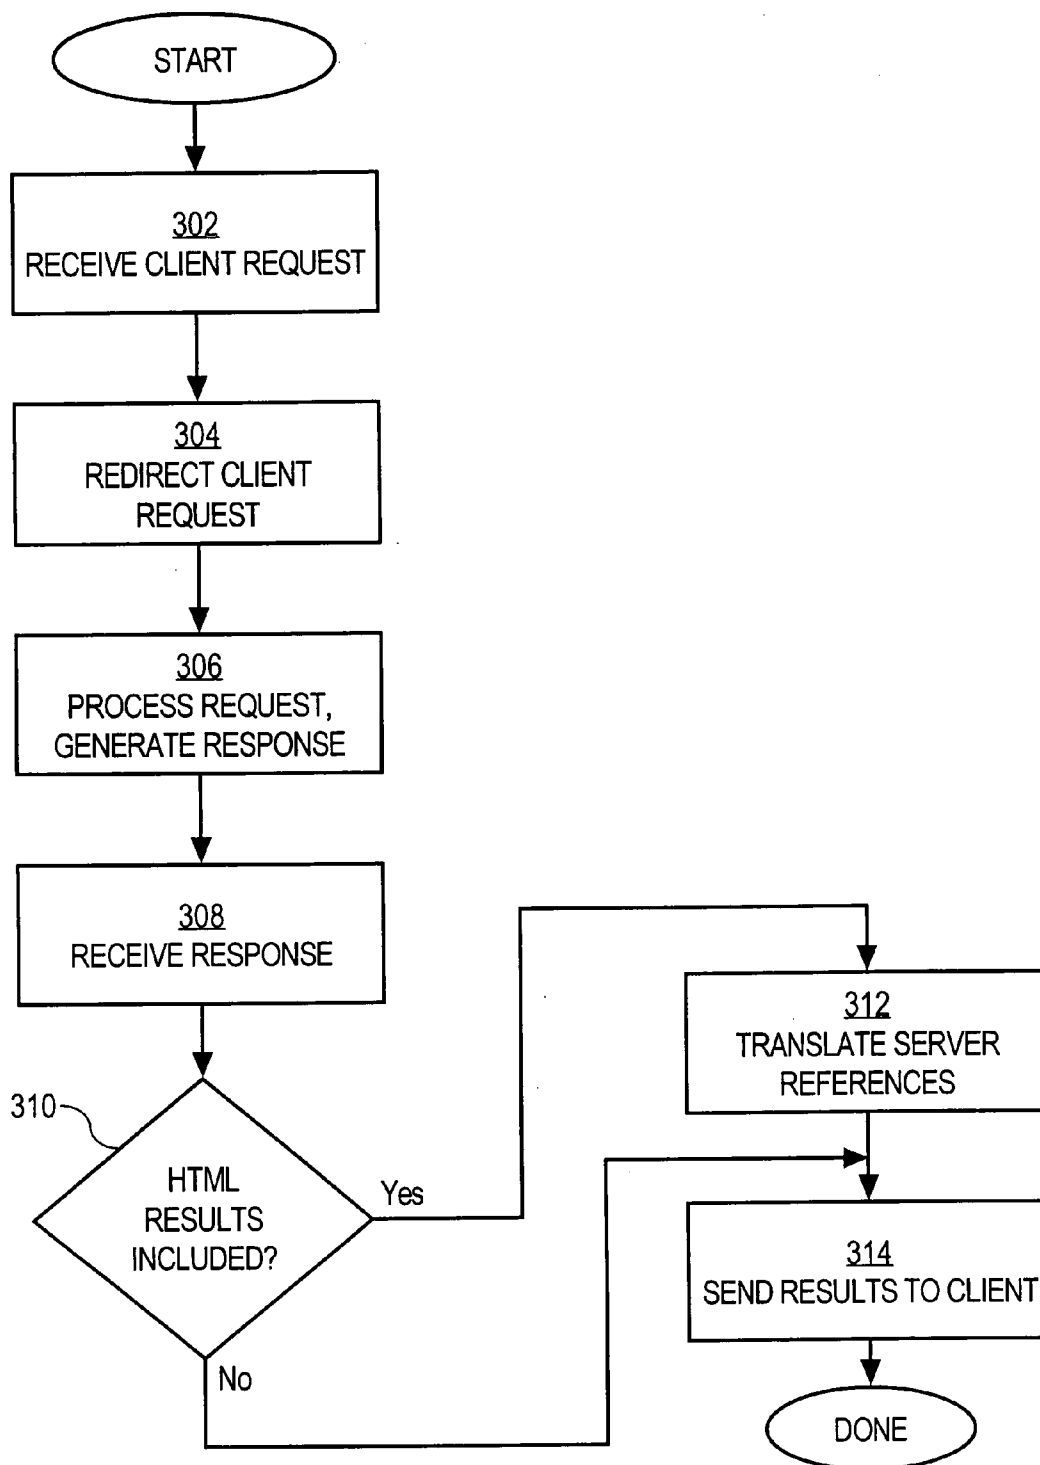 START
302
RECEIVE CLIENT REQUEST
304
REDIRECT CLIENT
REQUEST
306
PROCESS REQUEST,
GENERATE RESPONSE
308
RECEIVE RESPONSE
310
HTML
RESULTS
INCLUDED?
Yes
No
312
TRANSLATE SERVER
REFERENCES
314
SEND RESULTS TO CLIENT
DONE